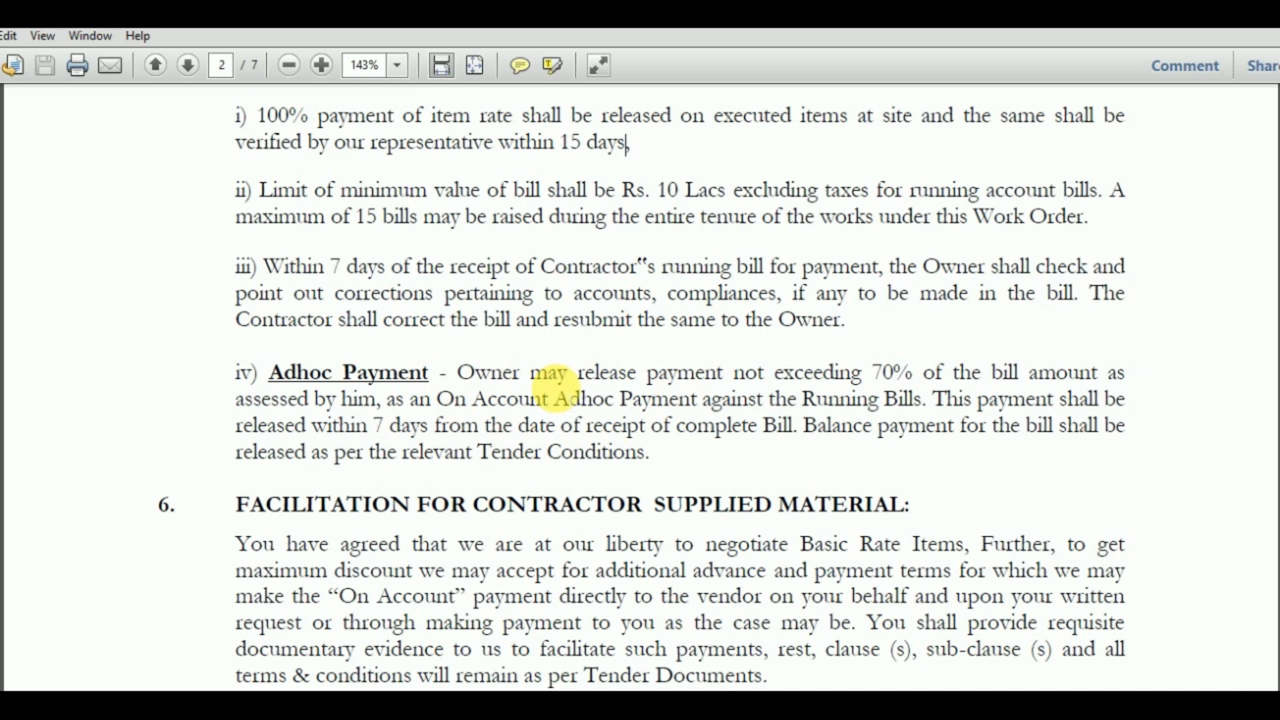 Edit View Window Help
2 / 7 143% Comment Share
i) 100% payment of item rate shall be released on executed items at site and the same shall be
verified by our representative within 15 days,
ii) Limit of minimum value of bill shall be Rs. 10 Lacs excluding taxes for running account bills. A
maximum of 15 bills may be raised during the entire tenure of the works under this Work Order.
iii) Within 7 days of the receipt of Contractor‟s running bill for payment, the Owner shall check and
point out corrections pertaining to accounts, compliances, if any to be made in the bill. The
Contractor shall correct the bill and resubmit the same to the Owner.
iv) Adhoc Payment - Owner may release payment not exceeding 70% of the bill amount as
assessed by him, as an On Account Adhoc Payment against the Running Bills. This payment shall be
released within 7 days from the date of receipt of complete Bill. Balance payment for the bill shall be
released as per the relevant Tender Conditions.
6. FACILITATION FOR CONTRACTOR SUPPLIED MATERIAL:
You have agreed that we are at our liberty to negotiate Basic Rate Items, Further, to get
maximum discount we may accept for additional advance and payment terms for which we may
make the “On Account” payment directly to the vendor on your behalf and upon your written
request or through making payment to you as the case may be. You shall provide requisite
documentary evidence to us to facilitate such payments, rest, clause (s), sub-clause (s) and all
terms & conditions will remain as per Tender Documents.